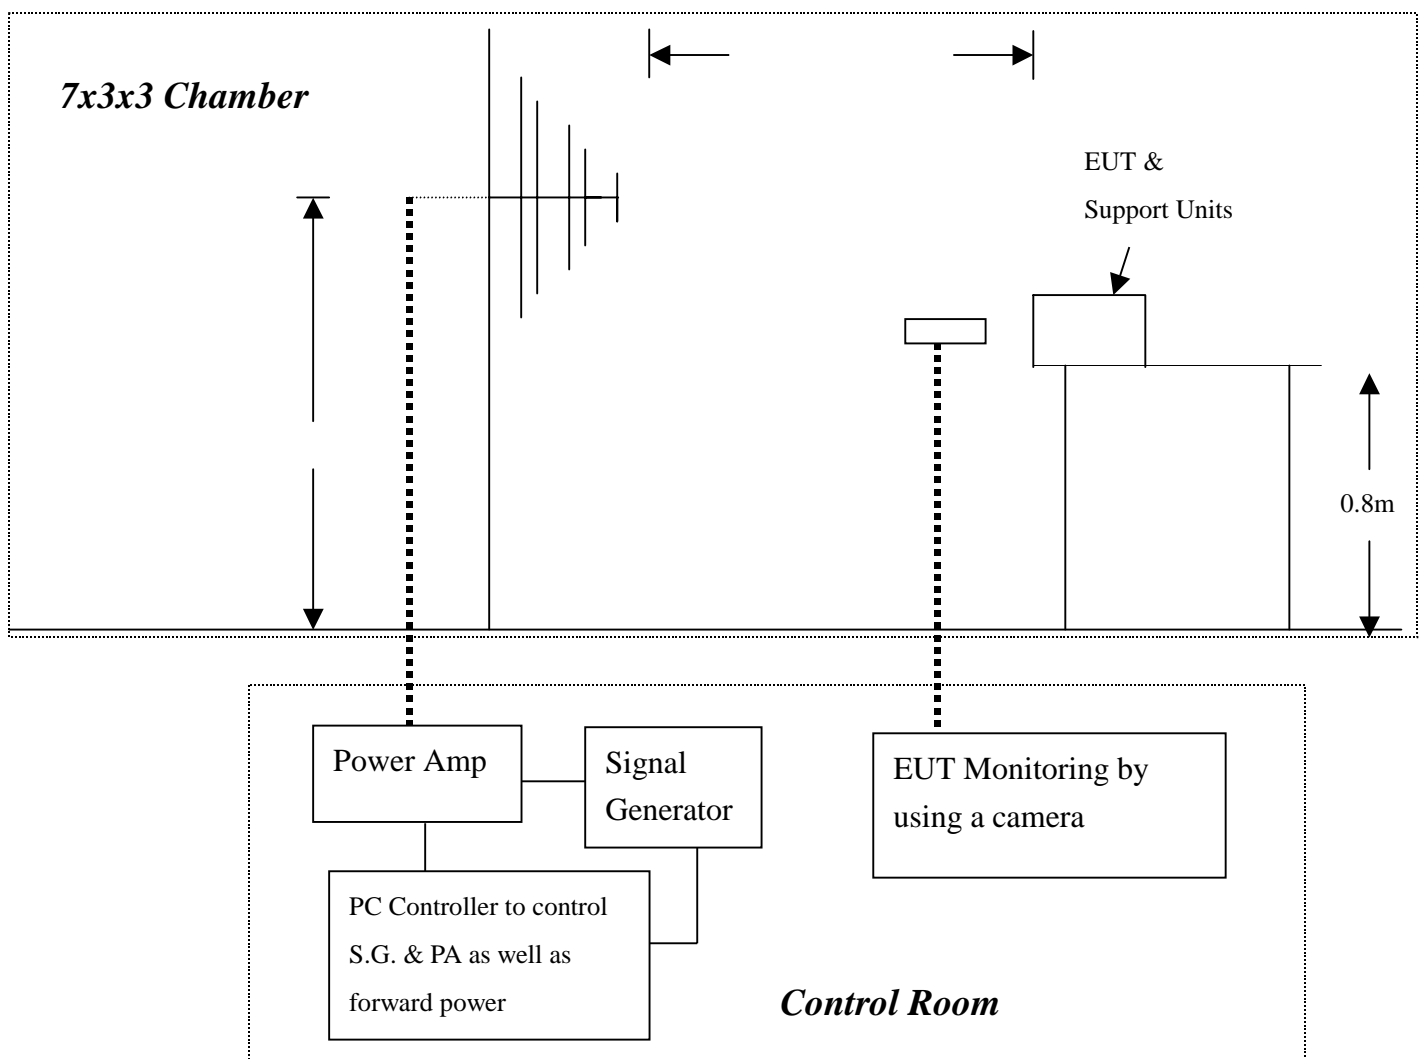 7x3x3 Chamber
EUT &
Support Units
0.8m
Power Amp
Signal
Generator
EUT Monitoring by
using a camera
PC Controller to control
S.G. & PA as well as
forward power
Control Room